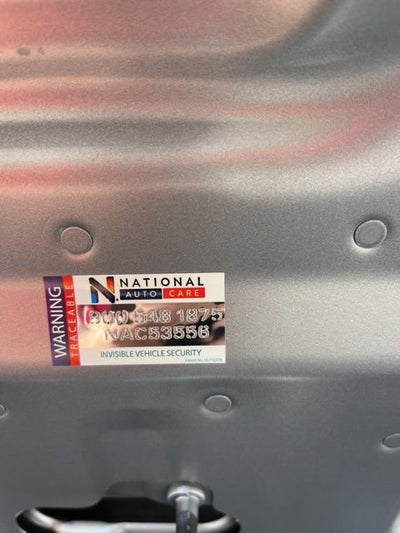 WARNING
TRACEABLE
N. NATIONAL
AUTO CARE
800 548 1875
NAC53556
INVISIBLE VEHICLE SECURITY